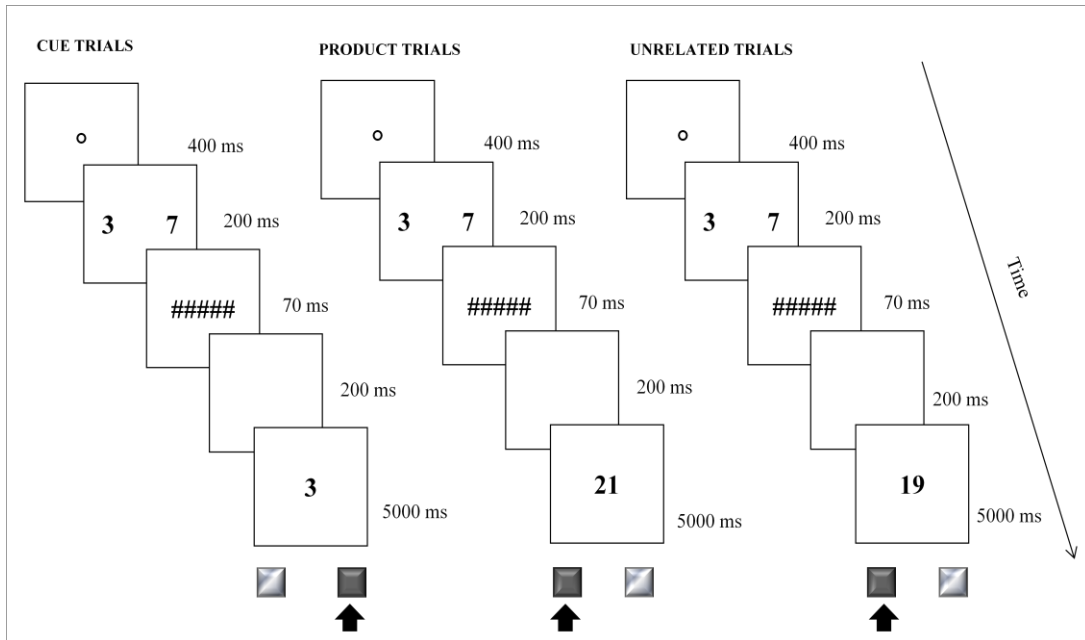 CUE TRIALS
400 ms
3 7
200 ms
#####
70 ms
200 ms
3
5000 ms
PRODUCT TRIALS
400 ms
3 7
200 ms
#####
70 ms
200 ms
21
5000 ms
UNRELATED TRIALS
400 ms
3 7
200 ms
#####
70 ms
200 ms
19
5000 ms
Time